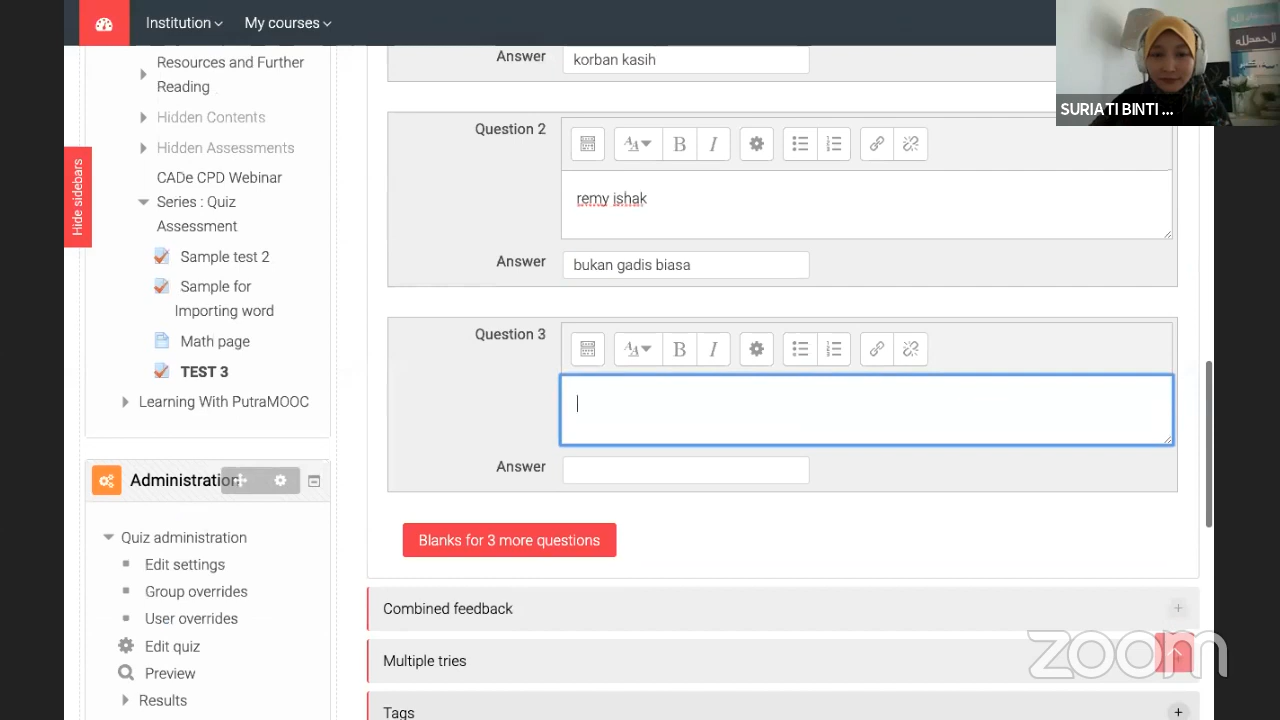 Institution
My courses
SURIATI BINTI ...
Hide sidebars
Resources and Further
Reading
Hidden Contents
Hidden Assessments
CADe CPD Webinar
Series : Quiz
Assessment
Sample test 2
Sample for
Importing word
Math page
TEST 3
Learning With PutraMOOC
Administration
Quiz administration
Edit settings
Group overrides
User overrides
Edit quiz
Preview
Results
Answer
korban kasih
Question 2
B I
remy ishak
Answer
bukan gadis biasa
Question 3
B I
Answer
Blanks for 3 more questions
Combined feedback
Multiple tries
Tags
zoom